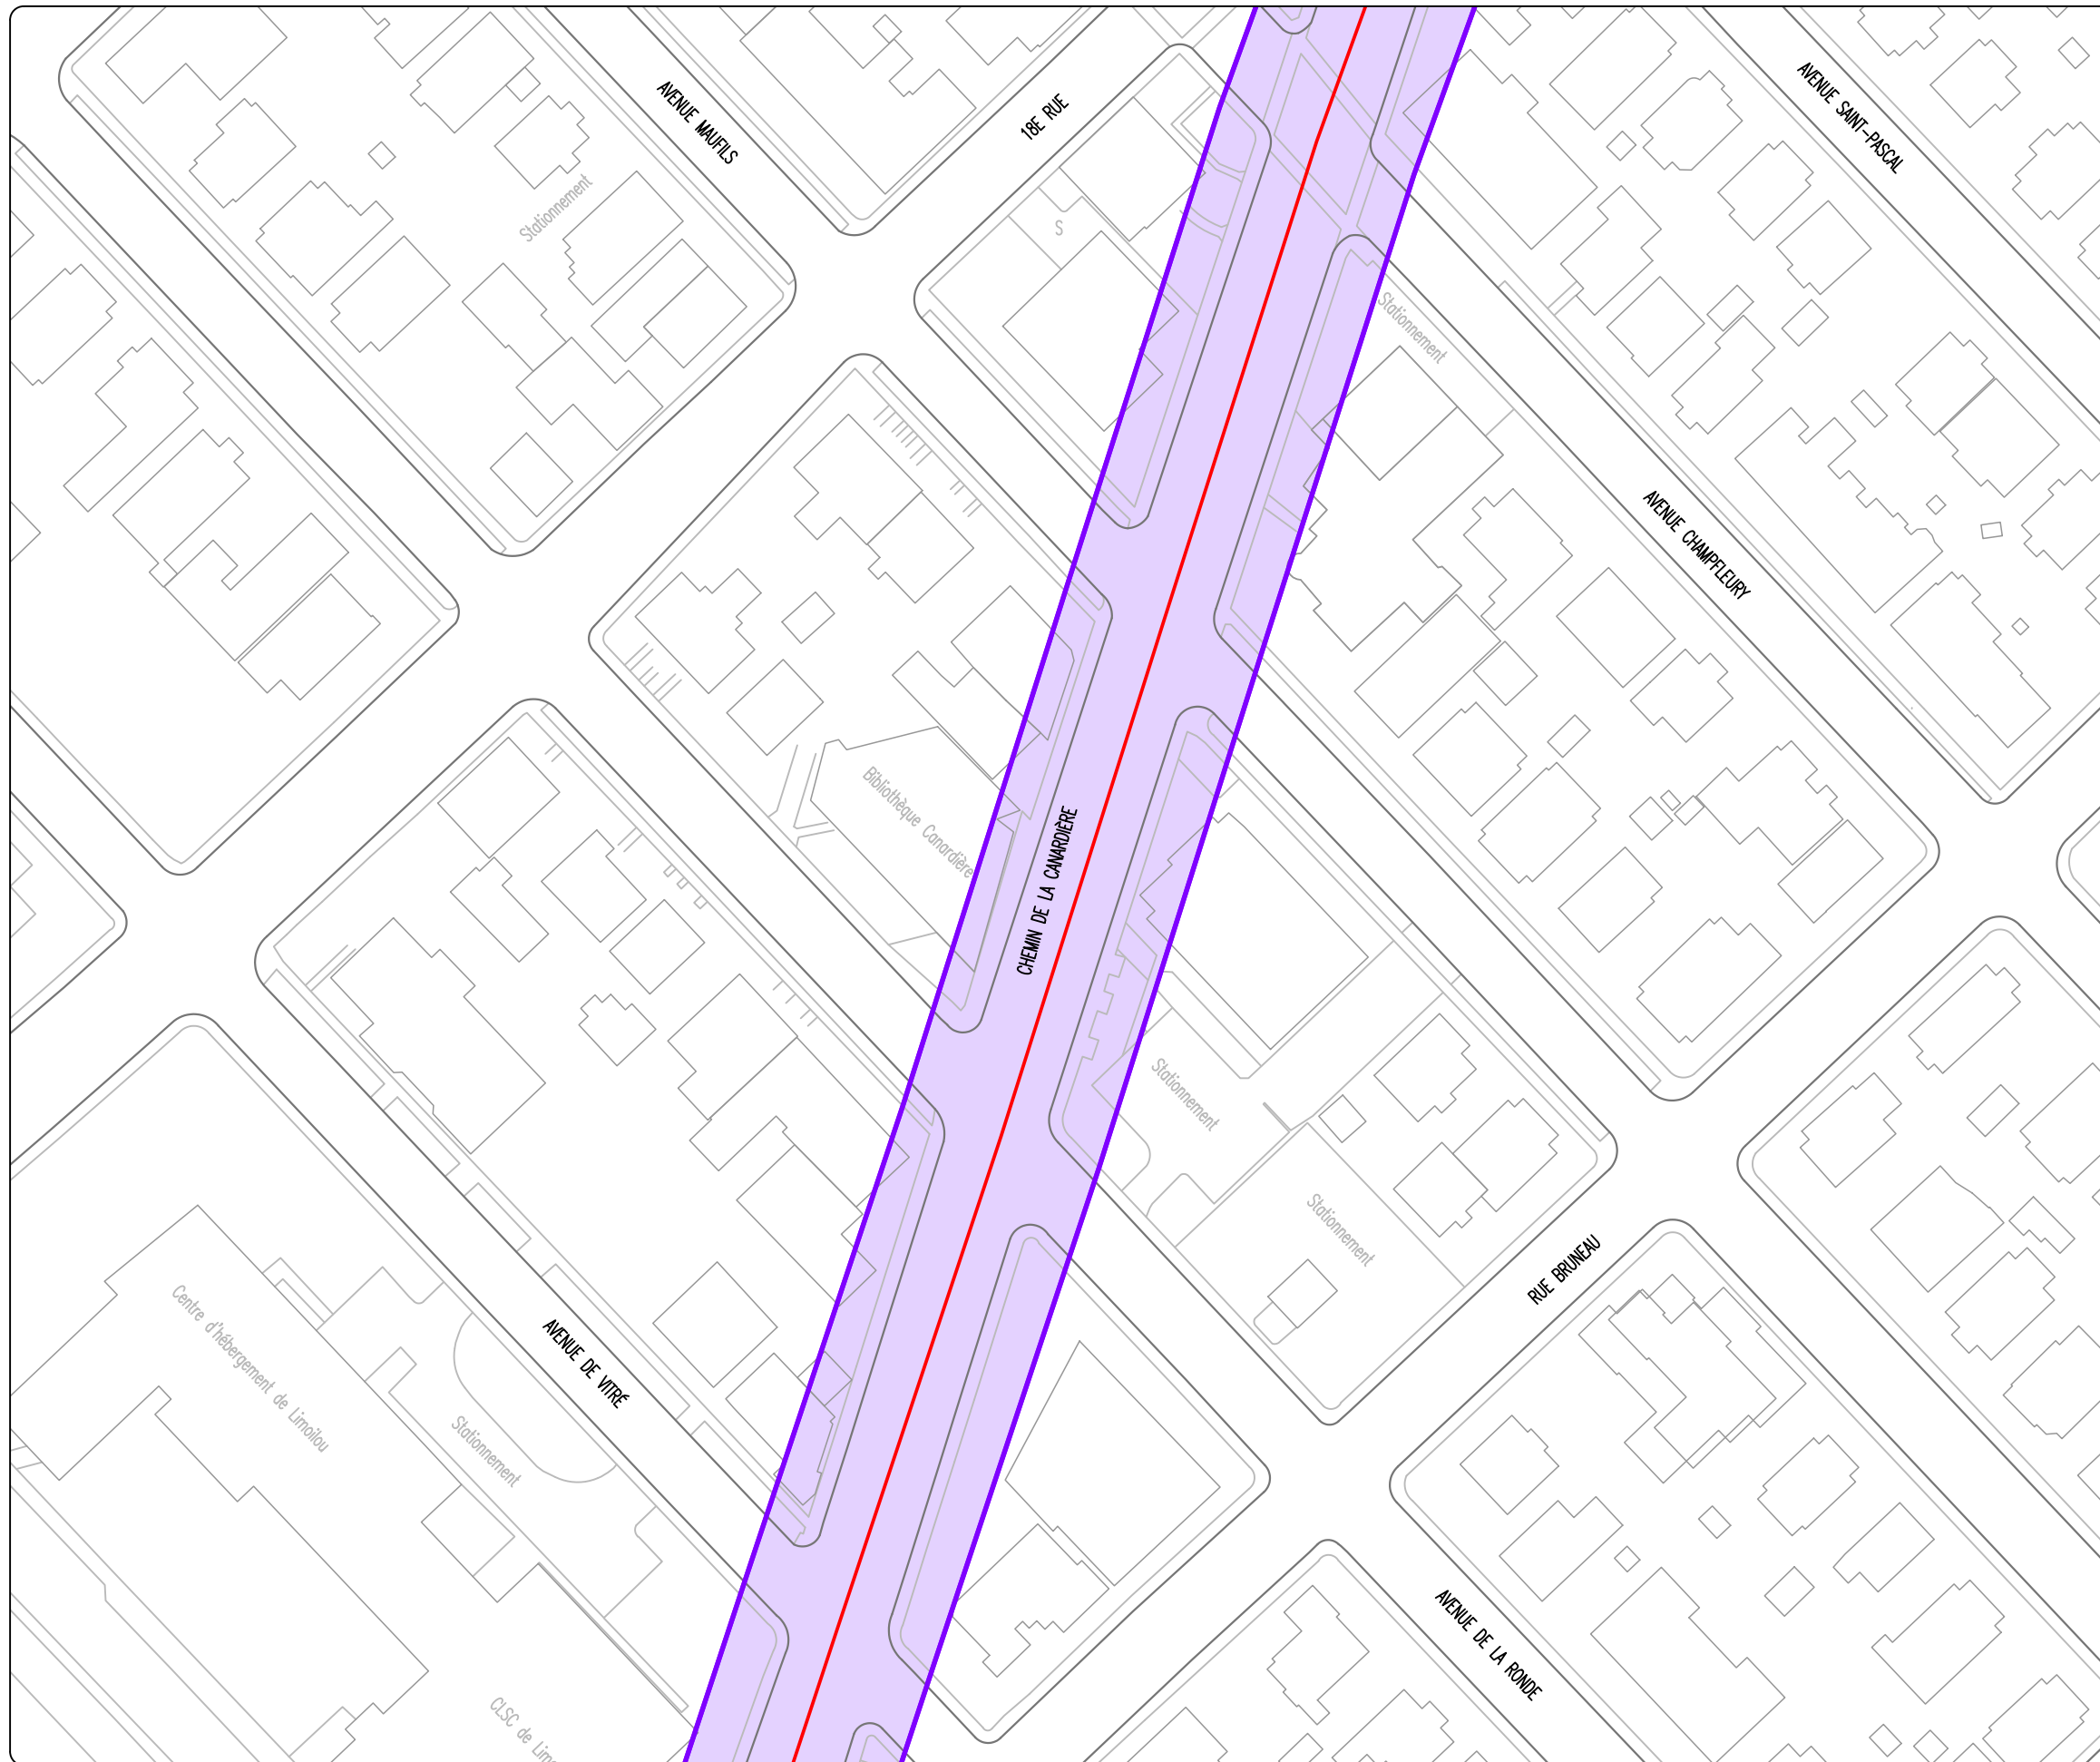 AVENUE SAINT-PASCAL
AVENUE MAUFILS
18E RUE
Stationnement
S
Stationnement
AVENUE CHAMPFLEURY
Bibliothèque Canardière
CHEMIN DE LA CANARDIÈRE
Stationnement
Stationnement
RUE BRUNEAU
Centre d'hébergement de Limoilou
AVENUE DE VITRÉ
Stationnement
AVENUE DE LA RONDE
CLSC de